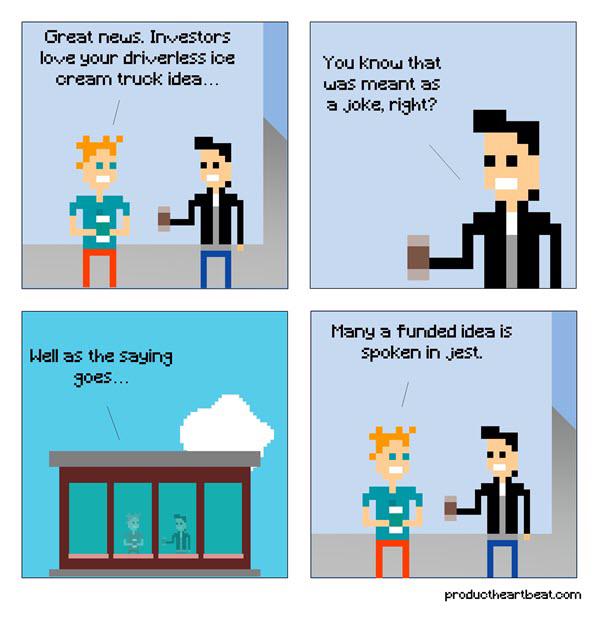 Great news. Investors
love your driverless ice
cream truck idea...
You know that
was meant as
a joke, right?
Well as the saying
goes...
Many a funded idea is
spoken in jest.
productheartbeat.com